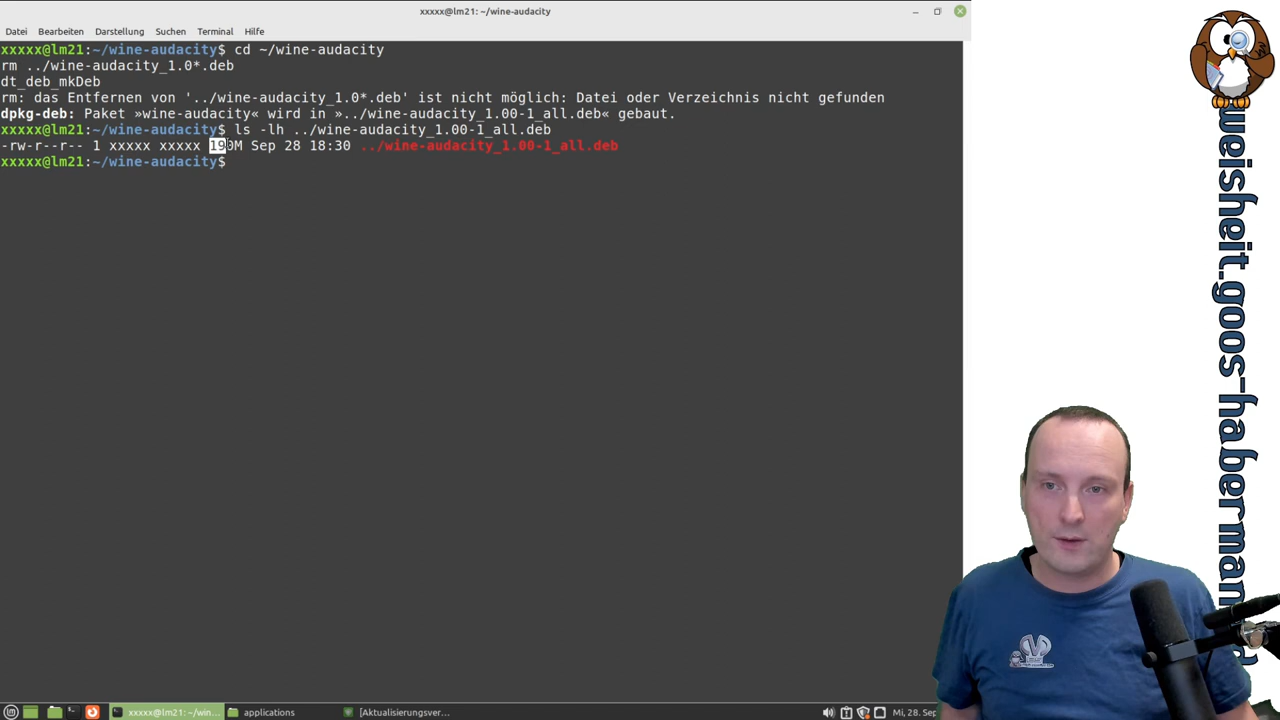 xxxxx@lm21: ~/wine-audacity
Datei Bearbeiten Darstellung Suchen Terminal Hilfe
xxxxx@lm21:~/wine-audacity$ cd ~/wine-audacity
rm ../wine-audacity_1.0*.deb
dt_deb_mkDeb
rm: das Entfernen von '../wine-audacity_1.0*.deb' ist nicht möglich: Datei oder Verzeichnis nicht gefunden
dpkg-deb: Paket »wine-audacity« wird in »../wine-audacity_1.00-1_all.deb« gebaut.
xxxxx@lm21:~/wine-audacity$ ls -lh ../wine-audacity_1.00-1_all.deb
-rw-r--r-- 1 xxxxx xxxxx 190M Sep 28 18:30 ../wine-audacity_1.00-1_all.deb
xxxxx@lm21:~/wine-audacity$
xxxxx@lm21: ~/win...
applications
[Aktualisierungsver...
Mi, 28. Sep